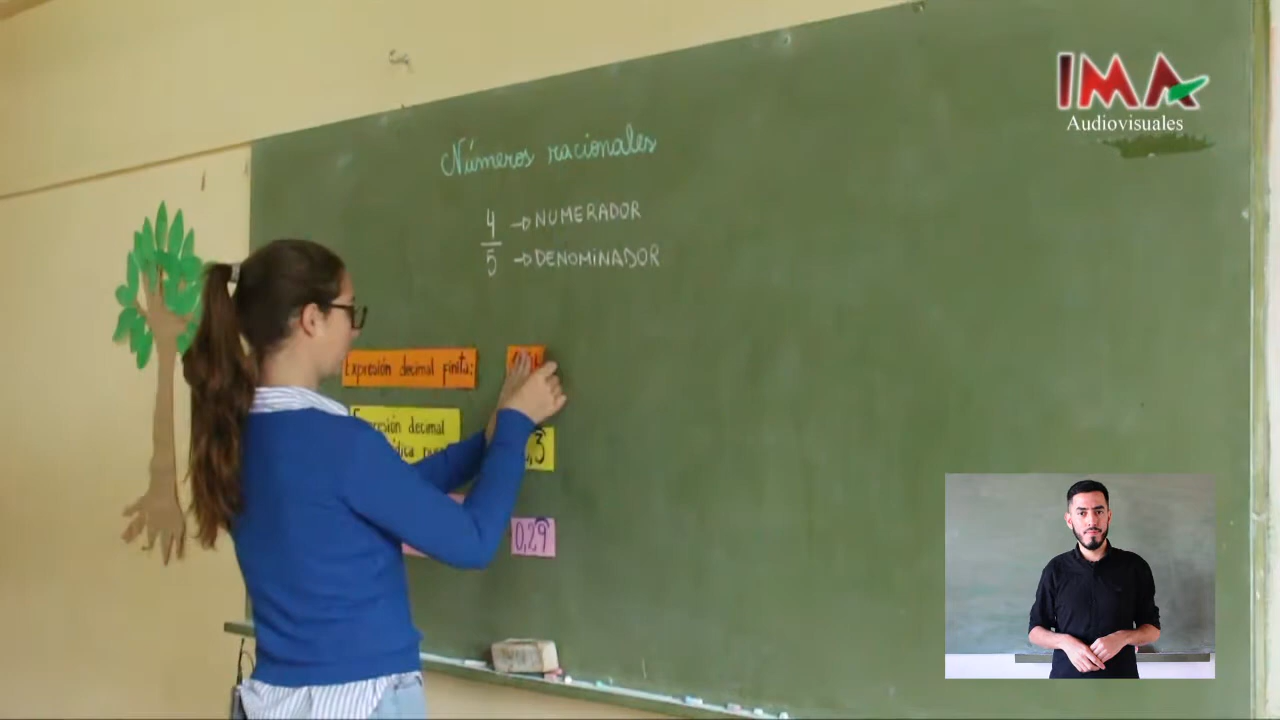 IMA
Audiovisuales
Números racionales
4 → NUMERADOR
5 → DENOMINADOR
Expresión decimal finita:
Expresión decimal
0,29